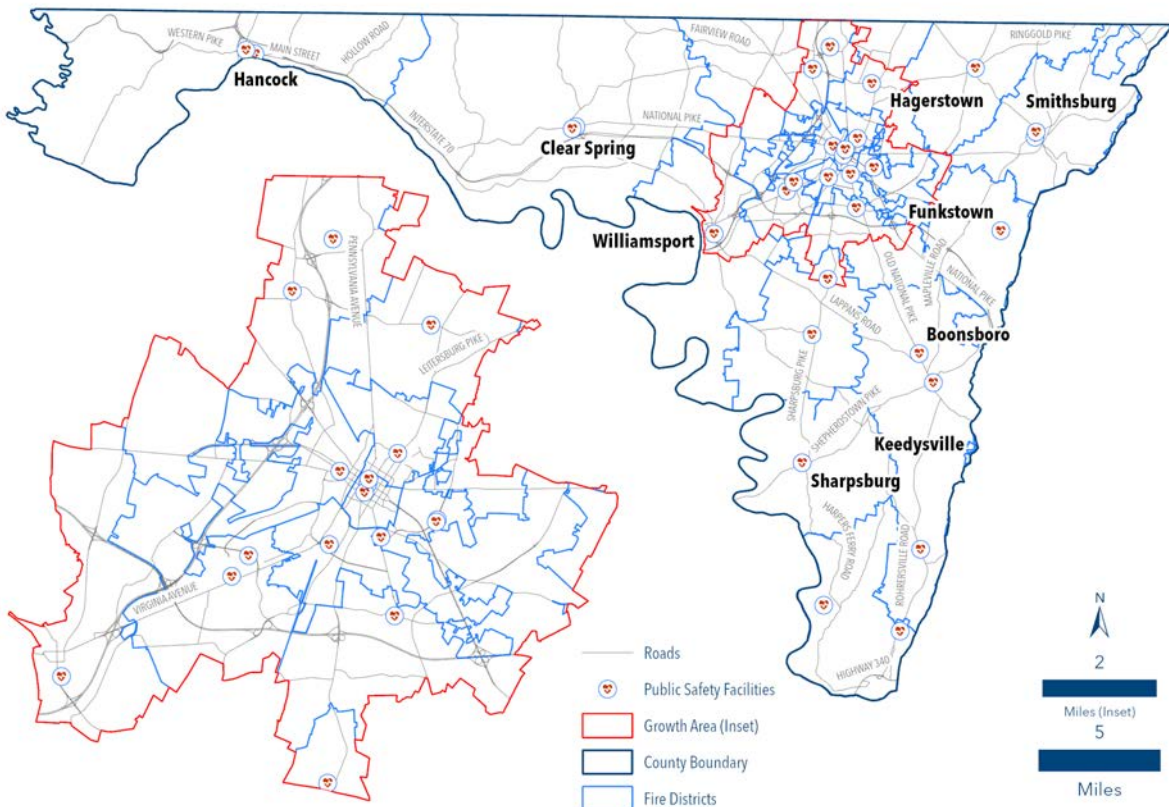 WESTERN PIKE
MAIN STREET
HOLLOW ROAD
FAIRVIEW ROAD
RINGGOLD PIKE
Hancock
Hagerstown
Smithsburg
INTERSTATE 70
NATIONAL PIKE
Clear Spring
Funkstown
Williamsport
MAPLEVILLE ROAD
OLD NATIONAL PIKE
NATIONAL PIKE
LAPPANS ROAD
Boonsboro
PENNSYLVANIA AVENUE
LEITERSBURG PIKE
SHARPSBURG PIKE
SHEPHERDSTOWN PIKE
Keedysville
Sharpsburg
HARPERS FERRY ROAD
ROHRERSVILLE ROAD
VIRGINIA AVENUE
HIGHWAY 340
N
2
Miles (Inset)
5
Miles
Roads
Public Safety Facilities
Growth Area (Inset)
County Boundary
Fire Districts